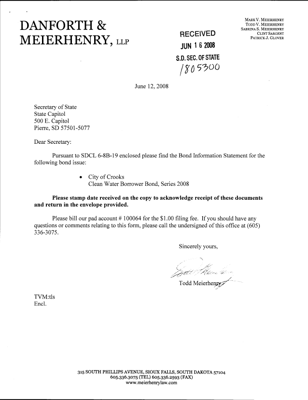 DANFORTH &
MEIERHENRY, LLP
MARK V. MEIERHENRY
TODD V. MEIERHENRY
SABRINA S. MEIERHENRY
CLINT SARGENT
PATRICK J. GLOVER
RECEIVED
JUN 16 2008
S.D. SEC. OF STATE
1805300
June 12, 2008
Secretary of State
State Capitol
500 E. Capitol
Pierre, SD 57501-5077
Dear Secretary:
Pursuant to SDCL 6-8B-19 enclosed please find the Bond Information Statement for the
following bond issue:
• City of Crooks
Clean Water Borrower Bond, Series 2008
Please stamp date received on the copy to acknowledge receipt of these documents
and return in the envelope provided.
Please bill our pad account # 100064 for the $1.00 filing fee. If you should have any
questions or comments relating to this form, please call the undersigned of this office at (605)
336-3075.
Sincerely yours,
Todd Meierhenry
TVM:tls
Encl.
315 SOUTH PHILLIPS AVENUE, SIOUX FALLS, SOUTH DAKOTA 57104
605.336.3075 (TEL) 605.336.2593 (FAX)
www.meierhenrylaw.com